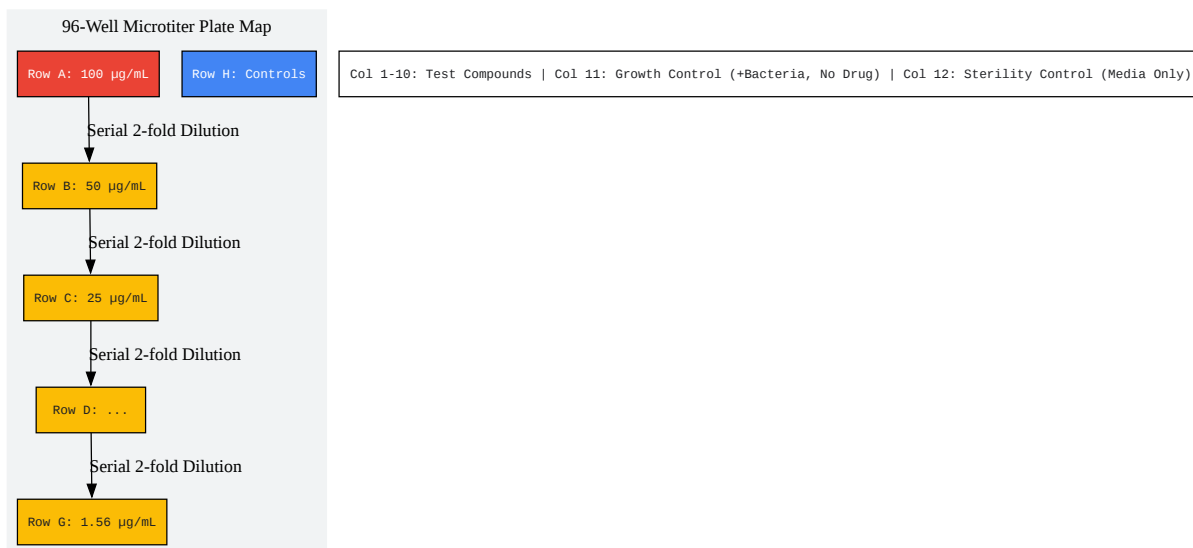 96-Well Microtiter Plate Map
Row A: 100 µg/mL
Row H: Controls
Col 1-10: Test Compounds | Col 11: Growth Control (+Bacteria, No Drug) | Col 12: Sterility Control (Media Only)
Serial 2-fold Dilution
Row B: 50 µg/mL
Serial 2-fold Dilution
Row C: 25 µg/mL
Serial 2-fold Dilution
Row D: ...
Serial 2-fold Dilution
Row G: 1.56 µg/mL